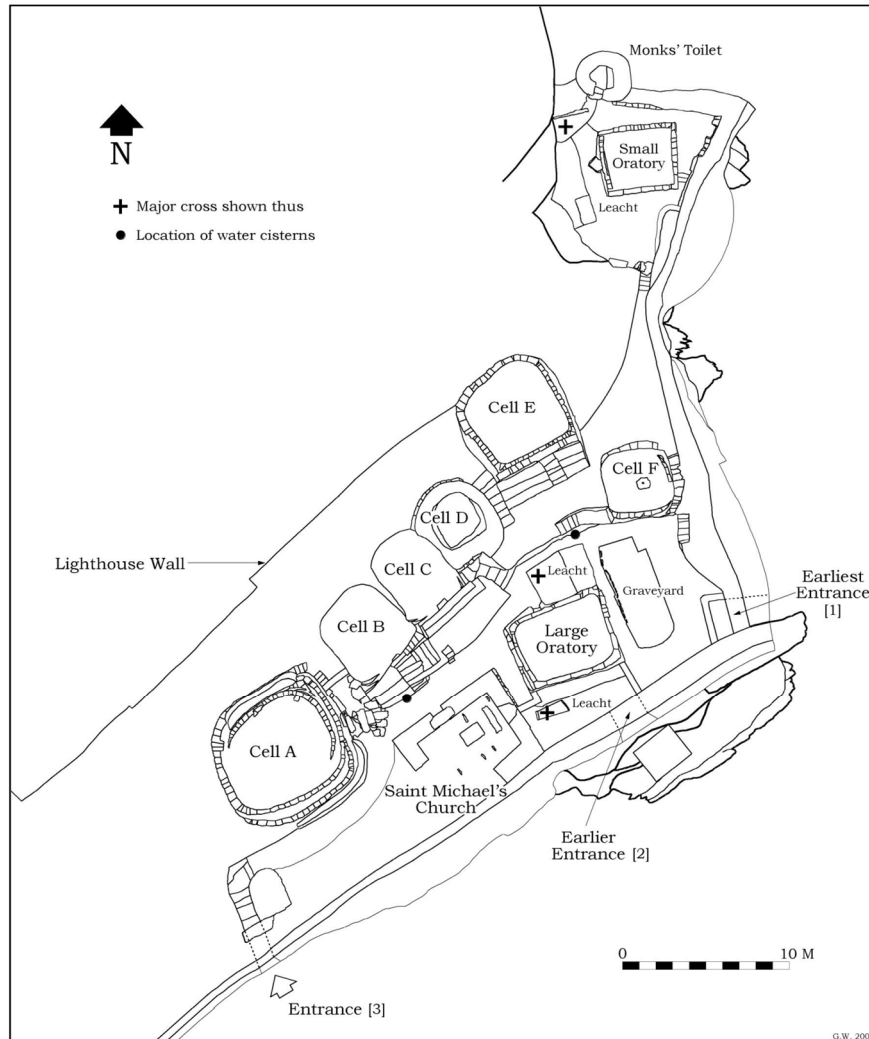 Monks' Toilet
N
Small
Oratory
Major cross shown thus
Leacht
Location of water cisterns
Cell E
Cell F
Cell D
Lighthouse Wall
Cell C
Leacht
Graveyard
Earliest
Entrance
[1]
Cell B
Large
Oratory
Leacht
Cell A
Saint Michael's
Church
Earlier
Entrance [2]
0
10 M
Entrance [3]
G.W. 200